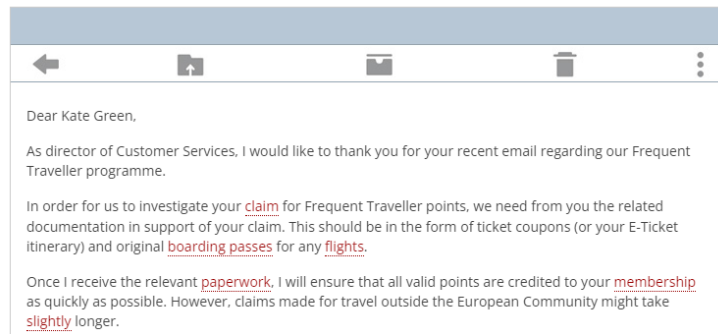 Dear Kate Green,
As director of Customer Services, I would like to thank you for your recent email regarding our Frequent
Traveller programme.
In order for us to investigate your claim for Frequent Traveller points, we need from you the related
documentation in support of your claim. This should be in the form of ticket coupons (or your E-Ticket
itinerary) and original boarding passes for any flights.
Once I receive the relevant paperwork, I will ensure that all valid points are credited to your membership
as quickly as possible. However, claims made for travel outside the European Community might take
slightly longer.